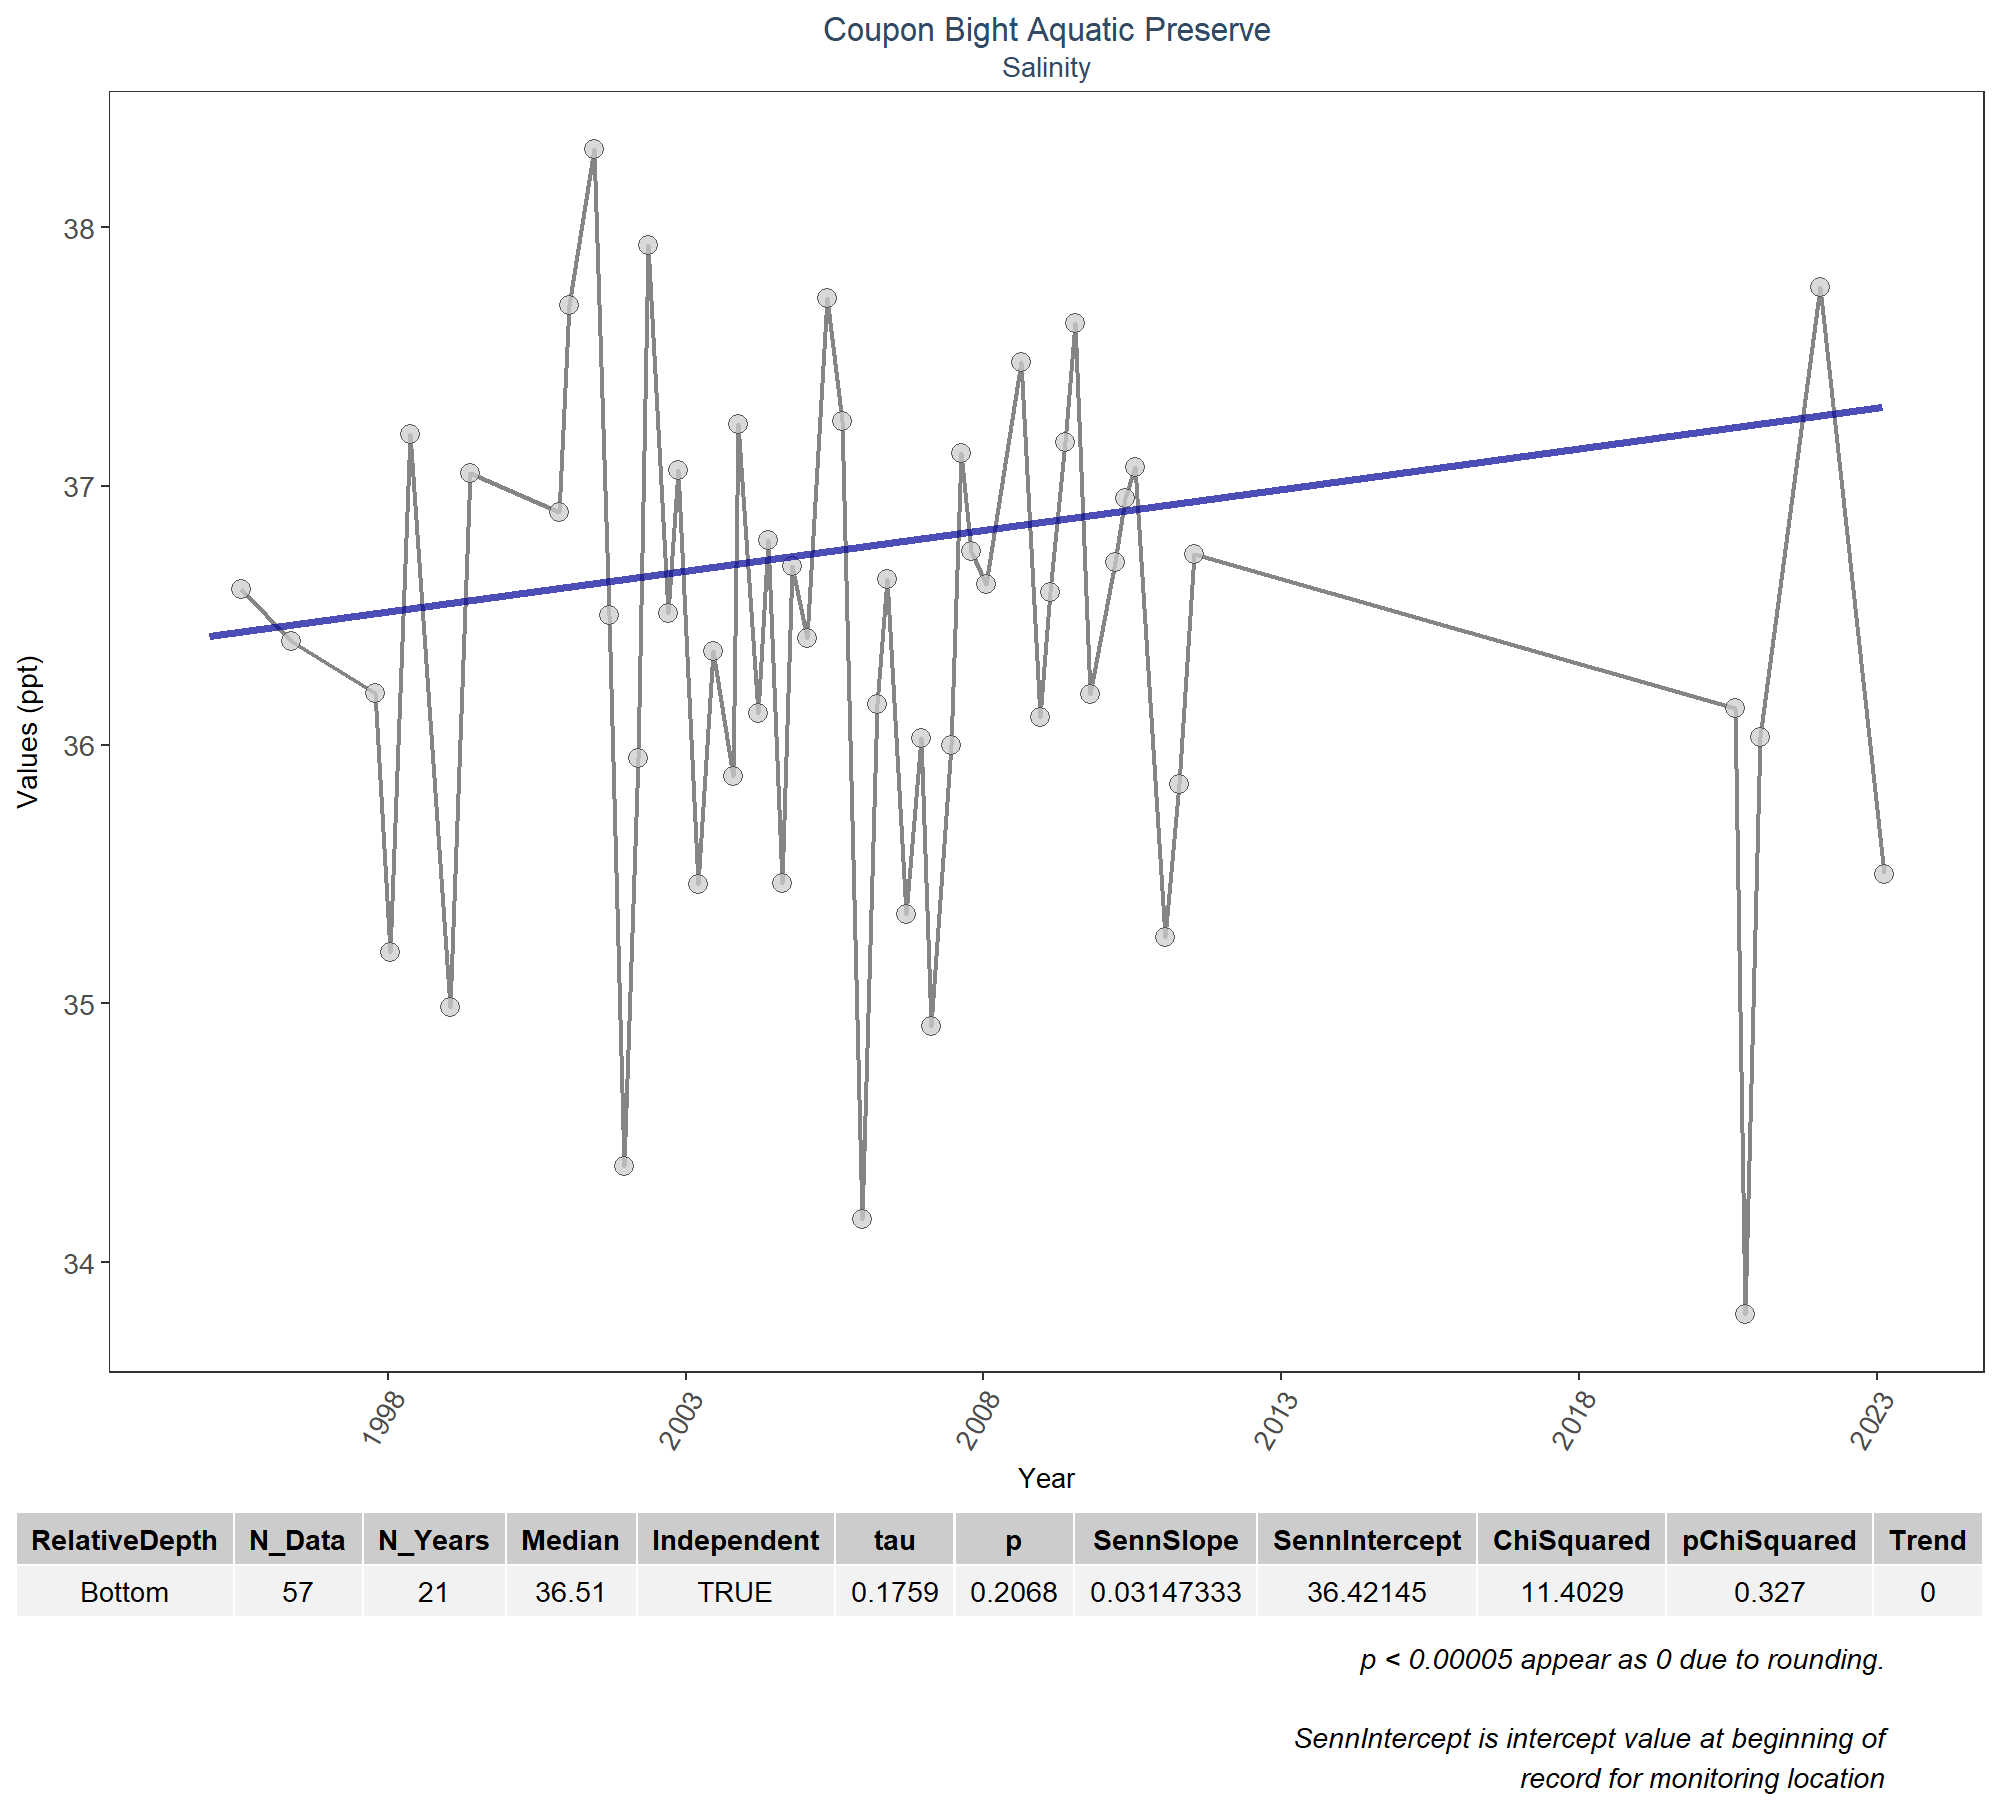 Coupon Bight Aquatic Preserve
Salinity
Values (ppt)
38
37
36
35
34
1998 2003 2008 2013 2018 2023
Year
RelativeDepth N_Data N_Years Median Independent tau p SennSlope SennIntercept ChiSquared pChiSquared Trend
Bottom 57 21 36.51 TRUE 0.1759 0.2068 0.03147333 36.42145 11.4029 0.327 0
p < 0.00005 appear as 0 due to rounding.
SennIntercept is intercept value at beginning of
record for monitoring location